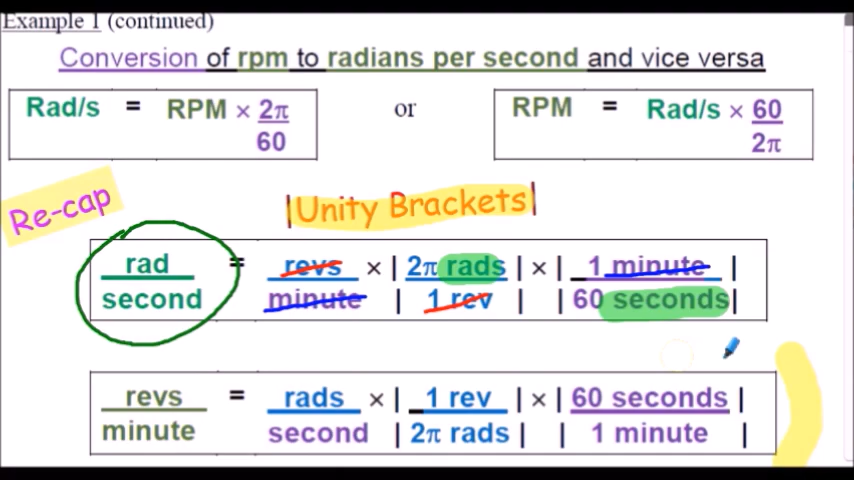 Example 1 (continued)
Conversion of rpm to radians per second and vice versa
Rad/s = RPM × 2π
60
or
RPM = Rad/s × 60
2π
Re-cap
|Unity Brackets|
rad = revs × | 2π rads | × | 1 minute |
second minute | 1 rev | | 60 seconds|
revs = rads × | 1 rev | × | 60 seconds |
minute second | 2π rads | | 1 minute |